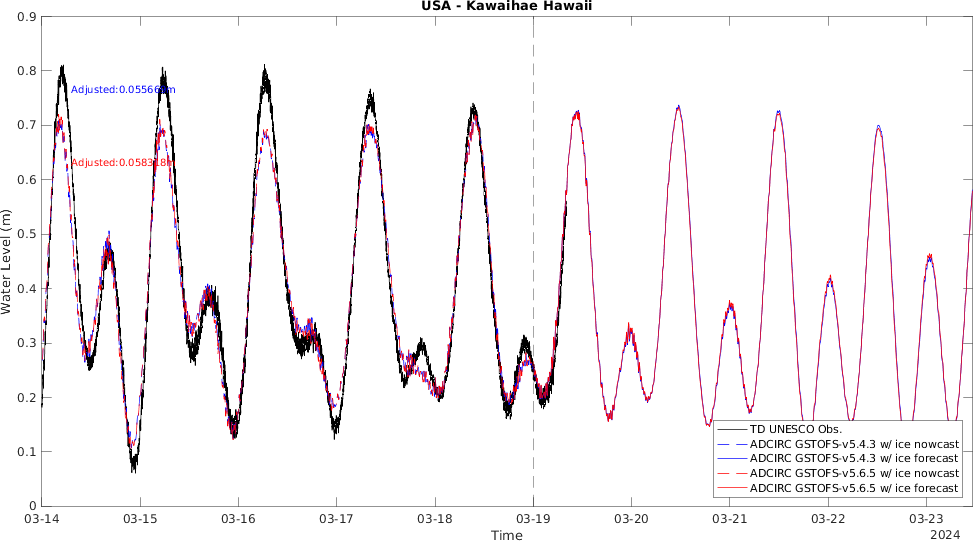 USA - Kawaihae Hawaii
0.9
0.8
0.7
0.6
0.5
0.4
0.3
0.2
0.1
0
Water Level (m)
03-14
03-15
03-16
03-17
03-18
03-19
03-20
03-21
03-22
03-23
Time
2024
TD UNESCO Obs.
ADCIRC GSTOFS-v5.4.3 w/ ice nowcast
ADCIRC GSTOFS-v5.4.3 w/ ice forecast
ADCIRC GSTOFS-v5.6.5 w/ ice nowcast
ADCIRC GSTOFS-v5.6.5 w/ ice forecast